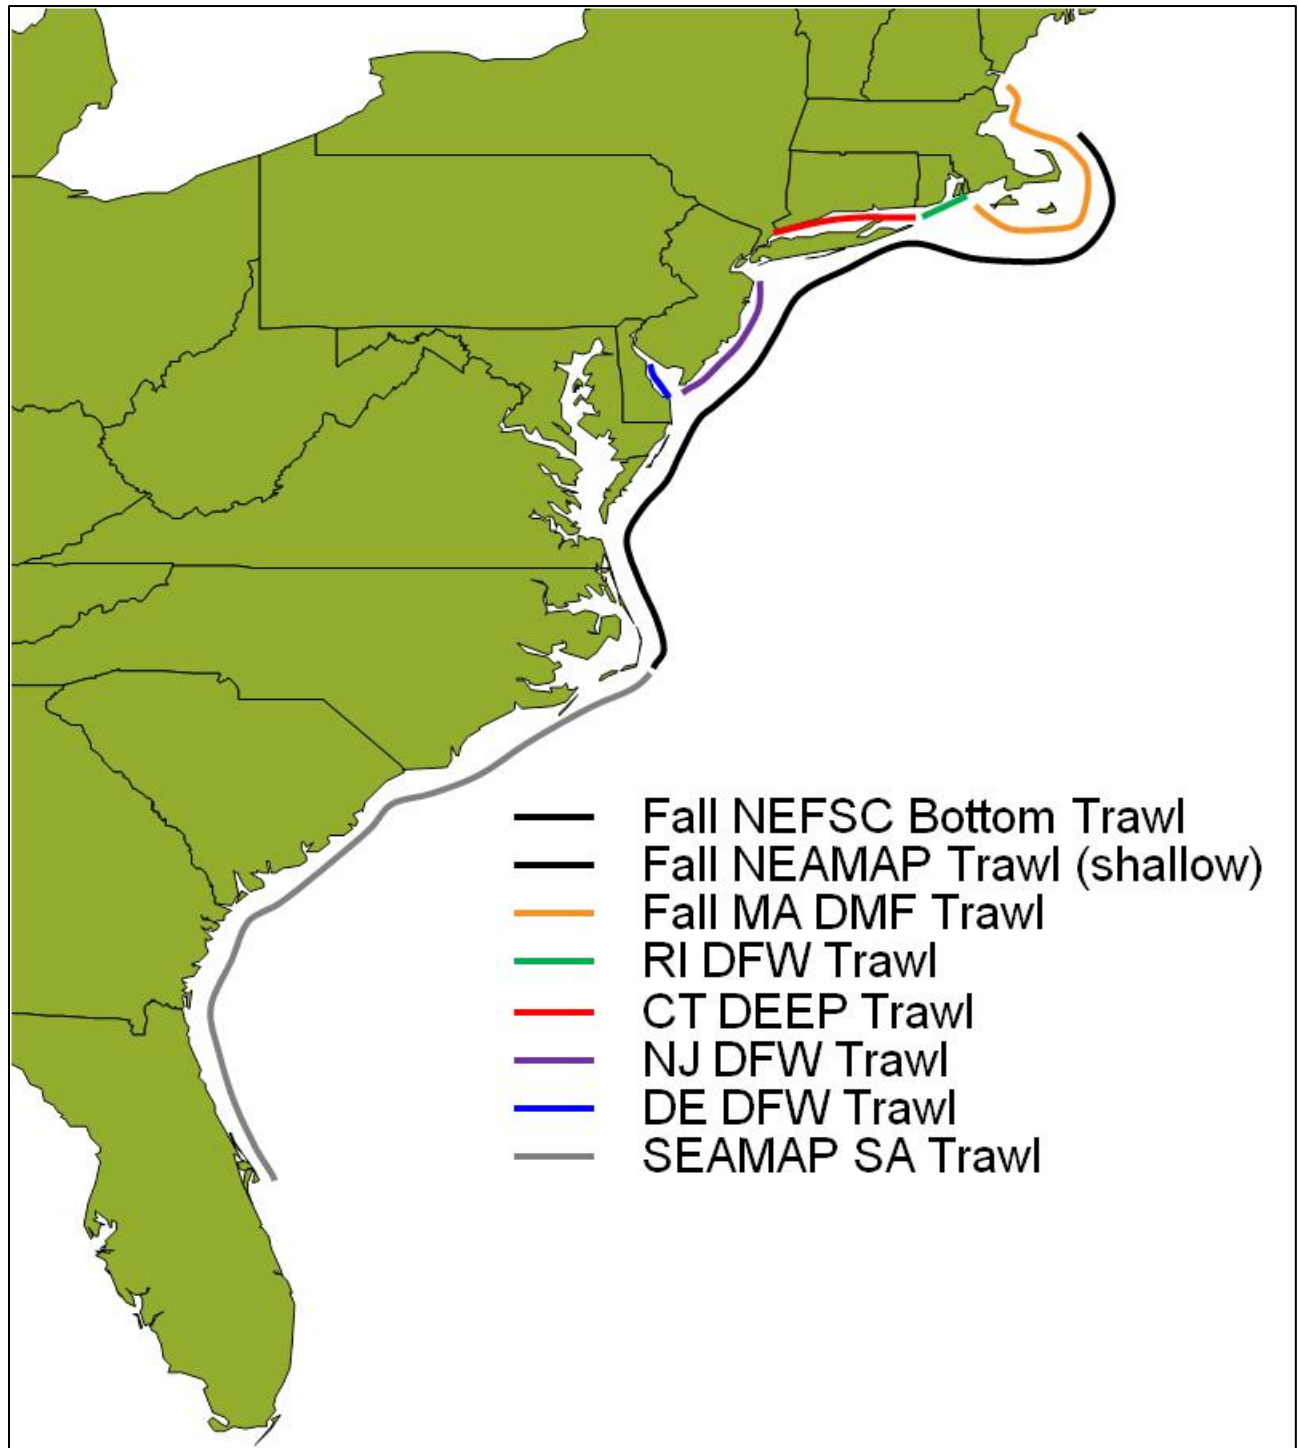 Fall NEFSC Bottom Trawl
Fall NEAMAP Trawl (shallow)
Fall MA DMF Trawl
RI DFW Trawl
CT DEEP Trawl
NJ DFW Trawl
DE DFW Trawl
SEAMAP SA Trawl